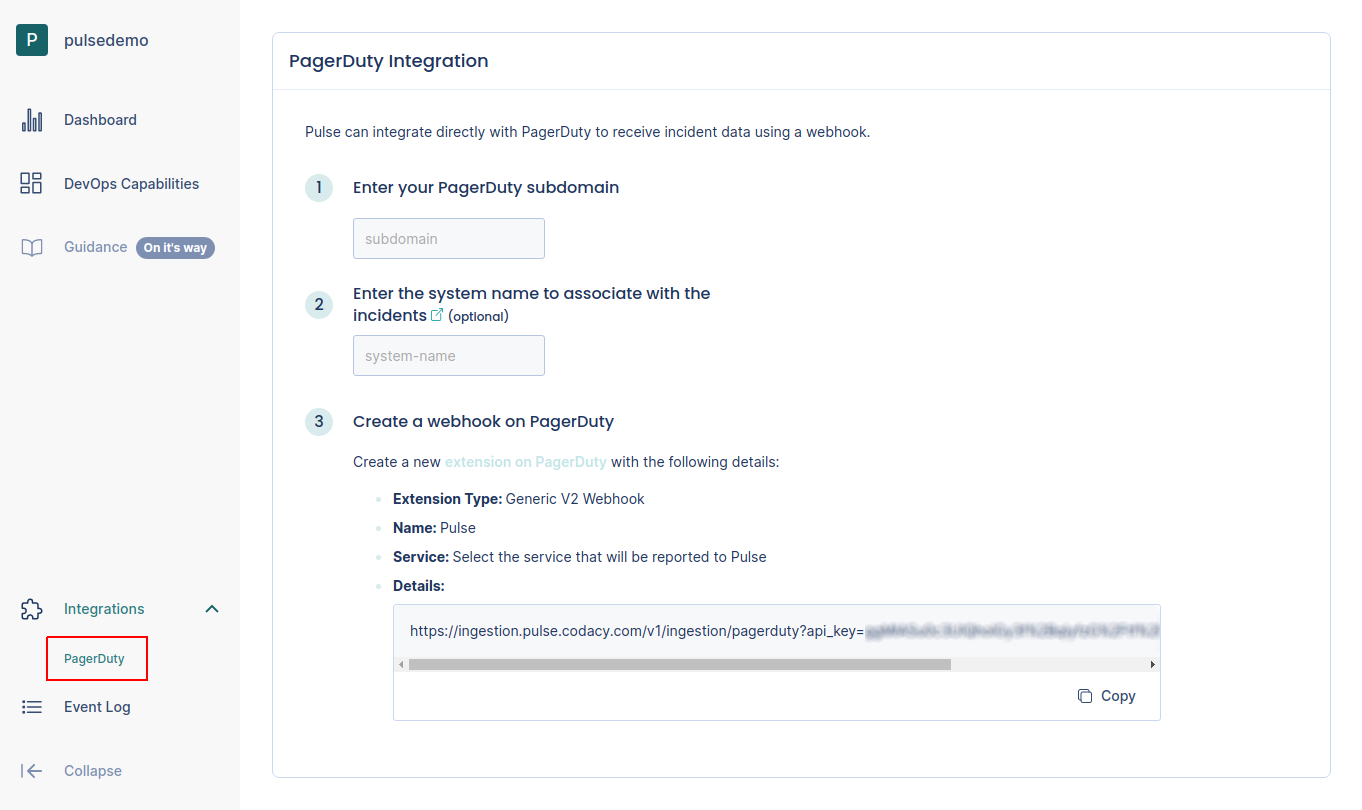 P pulsedemo
Dashboard
DevOps Capabilities
Guidance On it's way
Integrations
PagerDuty
Event Log
Collapse
PagerDuty Integration
Pulse can integrate directly with PagerDuty to receive incident data using a webhook.
1 Enter your PagerDuty subdomain
subdomain
2 Enter the system name to associate with the
incidents (optional)
system-name
3 Create a webhook on PagerDuty
Create a new extension on PagerDuty with the following details:
Extension Type: Generic V2 Webhook
Name: Pulse
Service: Select the service that will be reported to Pulse
Details:
https://ingestion.pulse.codacy.com/v1/ingestion/pagerduty?api_key=
Copy